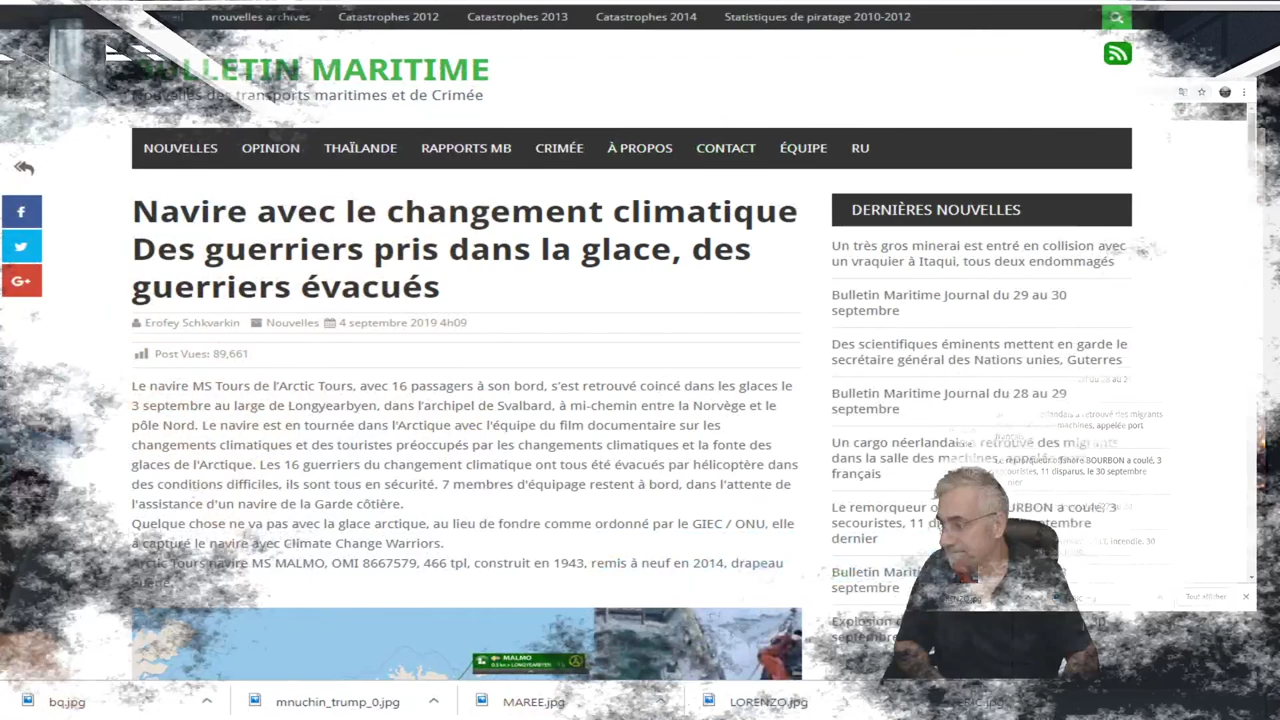 nouvelles archives
Catastrophes 2012
Catastrophes 2013
Catastrophes 2014
Statistiques de piratage 2010-2012
BULLETIN MARITIME
Nouvelles des transports maritimes et de Crimée
NOUVELLES
OPINION
THAÏLANDE
RAPPORTS MB
CRIMÉE
À PROPOS
CONTACT
ÉQUIPE
RU
Navire avec le changement climatique
Des guerriers pris dans la glace, des
guerriers évacués
Erofey Schkvarkin
Nouvelles
4 septembre 2019 4h09
Post Vues: 89,661
Le navire MS Tours de l'Arctic Tours, avec 16 passagers à son bord, s'est retrouvé coincé dans les glaces le
3 septembre au large de Longyearbyen, dans l'archipel de Svalbard, à mi-chemin entre la Norvège et le
pôle Nord. Le navire est en tournée dans l'Arctique avec l'équipe du film documentaire sur les
changements climatiques et des touristes préoccupés par les changements climatiques et la fonte des
glaces de l'Arctique. Les 16 guerriers du changement climatique ont tous été évacués par hélicoptère dans
des conditions difficiles, ils sont tous en sécurité. 7 membres d'équipage restent à bord, dans l'attente de
l'assistance d'un navire de la Garde côtière.
Quelque chose ne va pas avec la glace arctique, au lieu de fondre comme ordonné par le GIEC / ONU, elle
a capturé le navire avec Climate Change Warriors.
Arctic Tours navire MS MALMO, OMI 8667579, 466 tpl, construit en 1943, remis à neuf en 2014, drapeau
MALMO
0.5 kn > LONGYEARBYEN
DERNIÈRES NOUVELLES
Un très gros minerai est entré en collision avec
un vraquier à Itaqui, tous deux endommagés
Bulletin Maritime Journal du 29 au 30
septembre
Des scientifiques éminents mettent en garde le
secrétaire général des Nations unies, Guterres
Bulletin Maritime Journal du 28 au 29
septembre
Un cargo néerlandais retrouvé des migrants
dans la salle des machines, appelée
français
Le remorqueur BOURBON a coulé, 3
secouristes, 11 septembre
dernier
Bulletin
septembre
Explosion
retrouvé des migrants
machines, appelée port
français
offshore BOURBON a coulé, 3
11 disparus, le 30 septembre
incendie, 30
Tout afficher
bq.jpg
mnuchin_trump_0.jpg
MAREE.jpg
LORENZO.jpg